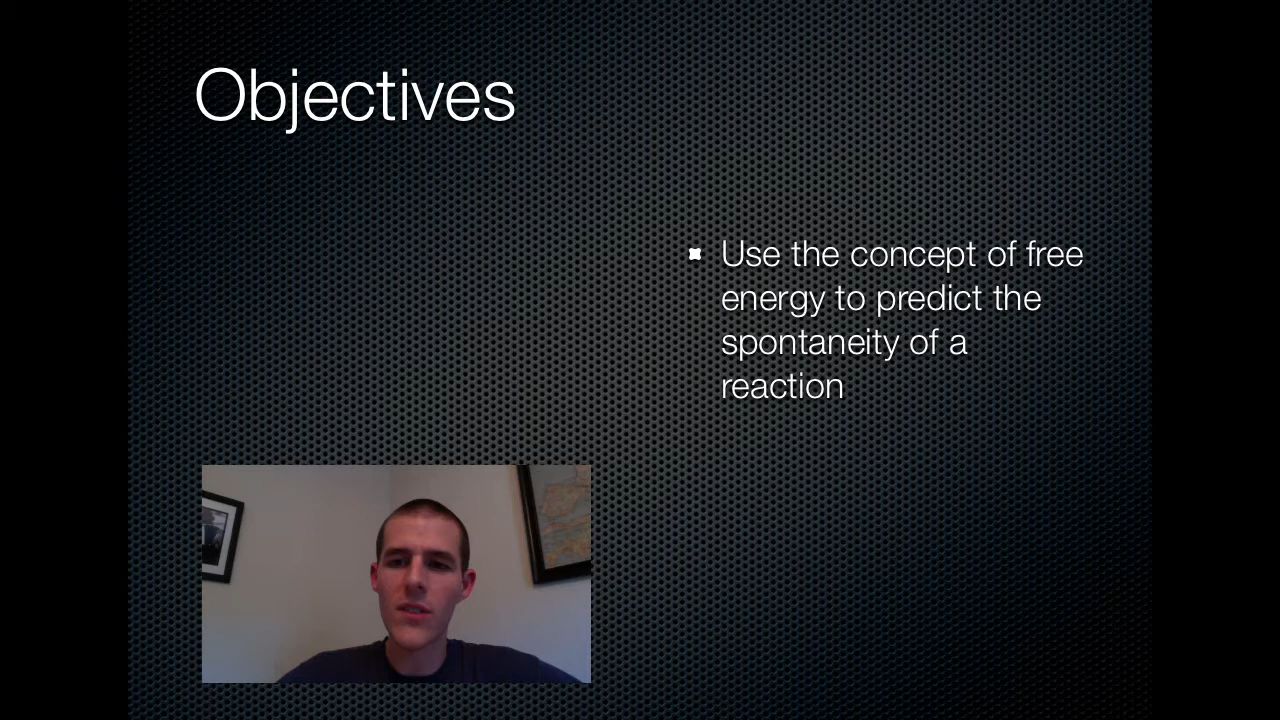 Objectives
Use the concept of free
energy to predict the
spontaneity of a
reaction